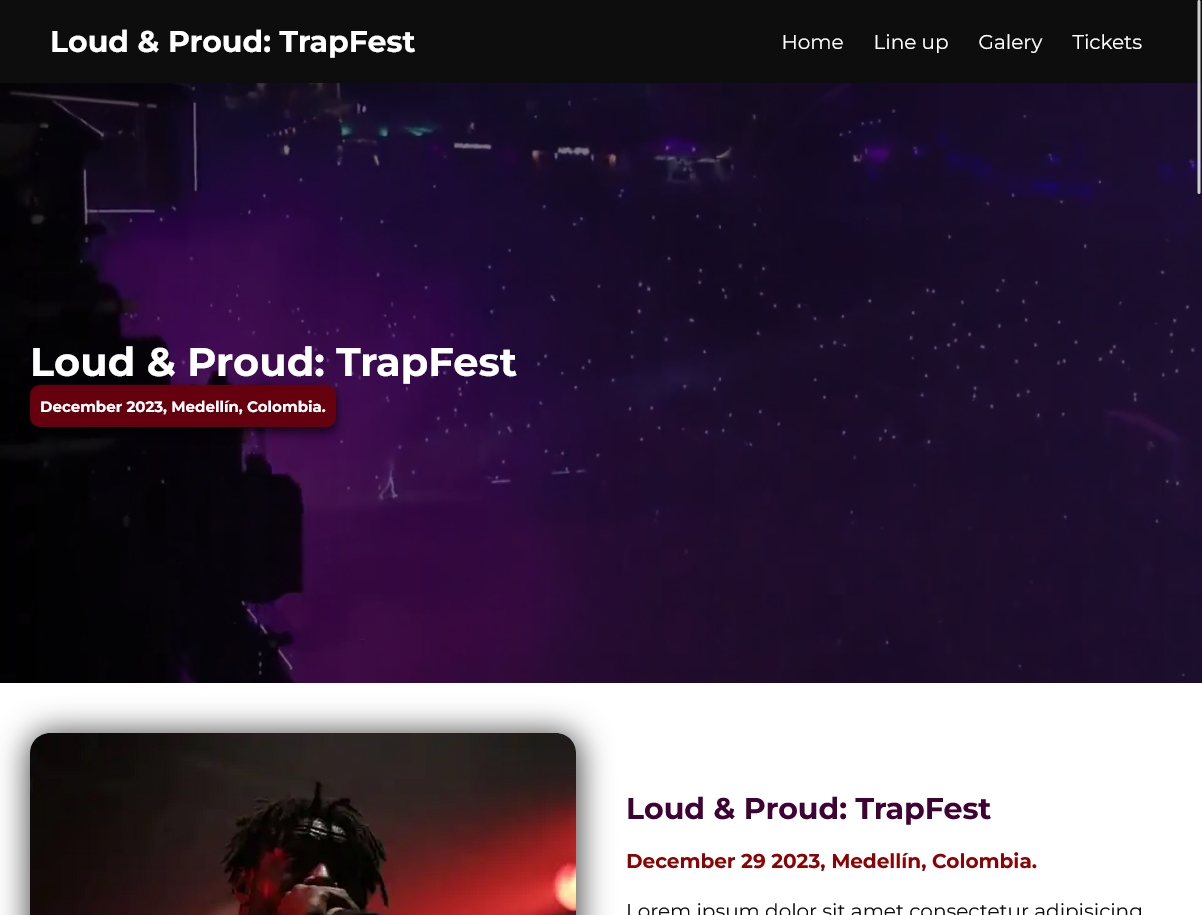 Loud & Proud: TrapFest
Home Line up Galery Tickets
Loud & Proud: TrapFest
December 2023, Medellín, Colombia.
Loud & Proud: TrapFest
December 29 2023, Medellín, Colombia.
Lorem ipsum dolor sit amet consectetur adipisicing